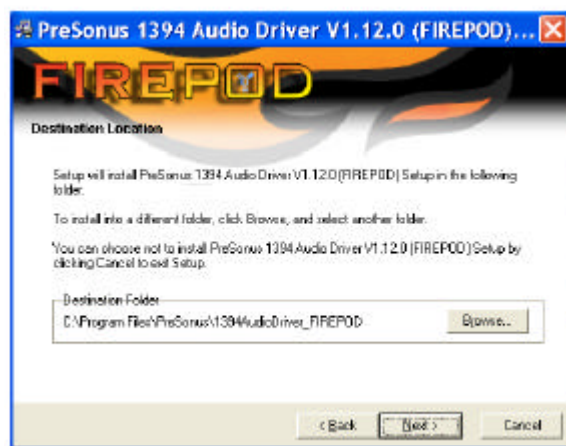 PreSonus 1394 Audio Driver V1.12.0 (FIREPOD)...
FIREPOD
Destination Location
Setup will install PreSonus 1394 Audio Driver V1.12.0 (FIREPOD) Setup in the following
folder.
To install into a different folder, click Browse, and select another folder.
You can choose not to install PreSonus 1394 Audio Driver V1.12.0 (FIREPOD) Setup by
clicking Cancel to exit Setup.
Destination Folder
C:\Program Files\PreSonus\1394AudioDriver_FIREPOD
Browse...
< Back
Next >
Cancel